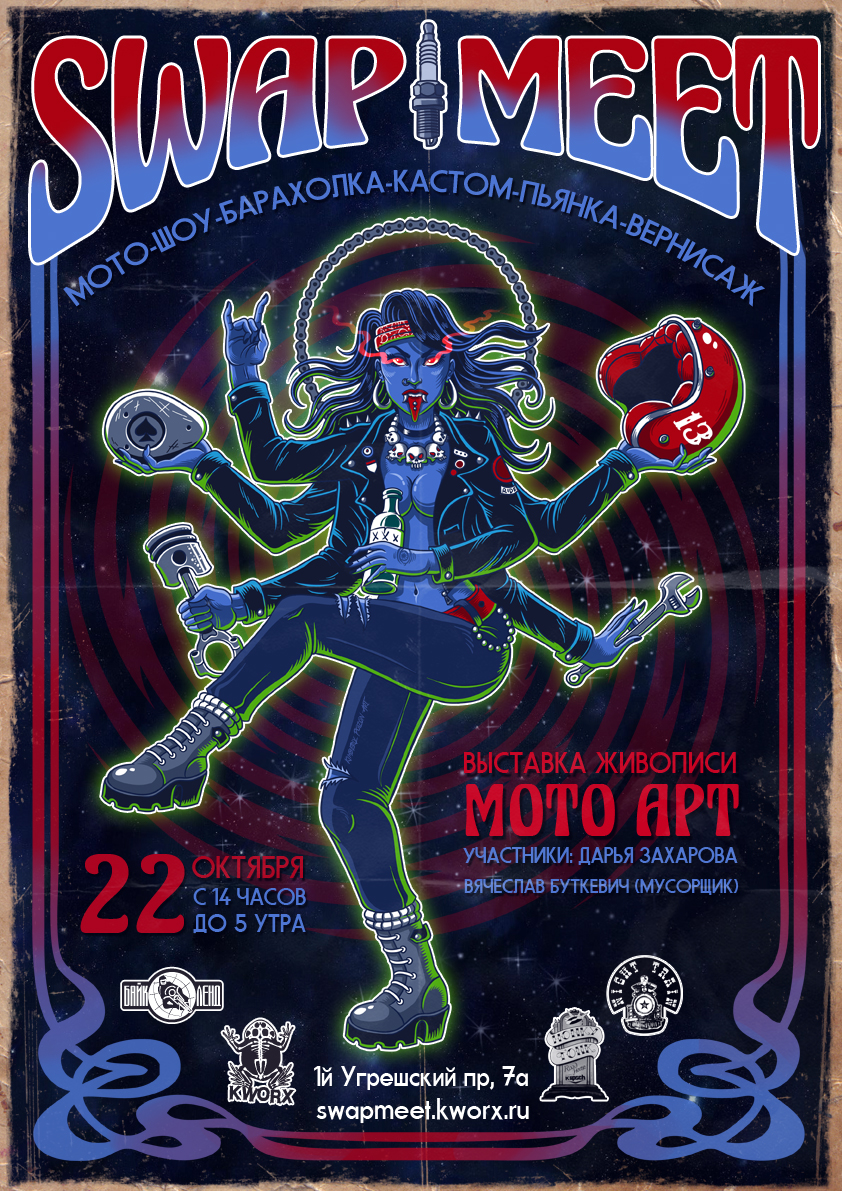 SWAP MEET
МОТО-ШОУ-БАРАХОЛКА-КАСТОМ-ПЬЯНКА-ВЕРНИСАЖ
13
XXX
ВЫСТАВКА ЖИВОПИСИ
МОТО АРТ
УЧАСТНИКИ: ДАРЬЯ ЗАХАРОВА
ВЯЧЕСЛАВ БУТКЕВИЧ (МУСОРЩИК)
22 ОКТЯБРЯ
С 14 ЧАСОВ
ДО 5 УТРА
БАЙК ЛЕНД
NIGHT TRAIN
KWORX
1й Угрешский пр, 7а
swapmeet.kworx.ru